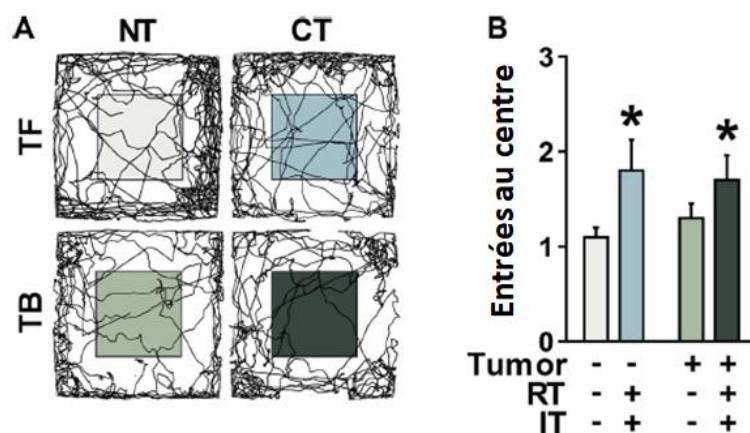 A
NT
CT
TF
TB
B
Entrées au centre
3
2
1
0
*
*
Tumor - - + +
RT - + - +
IT - + - +